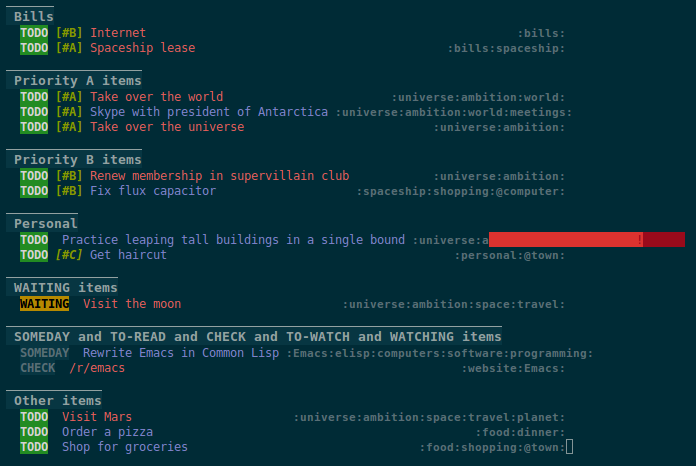 Bills
TODO [#B] Internet :bills:
TODO [#A] Spaceship lease :bills:spaceship:
Priority A items
TODO [#A] Take over the world :universe:ambition:world:
TODO [#A] Skype with president of Antarctica :universe:ambition:world:meetings:
TODO [#A] Take over the universe :universe:ambition:
Priority B items
TODO [#B] Renew membership in supervillain club :universe:ambition:
TODO [#B] Fix flux capacitor :spaceship:shopping:@computer:
Personal
TODO Practice leaping tall buildings in a single bound :universe:a !
TODO [#C] Get haircut :personal:@town:
WAITING items
WAITING Visit the moon :universe:ambition:space:travel:
SOMEDAY and TO-READ and CHECK and TO-WATCH and WATCHING items
SOMEDAY Rewrite Emacs in Common Lisp :Emacs:elisp:computers:software:programming:
CHECK /r/emacs :website:Emacs:
Other items
TODO Visit Mars :universe:ambition:space:travel:planet:
TODO Order a pizza :food:dinner:
TODO Shop for groceries :food:shopping:@town: